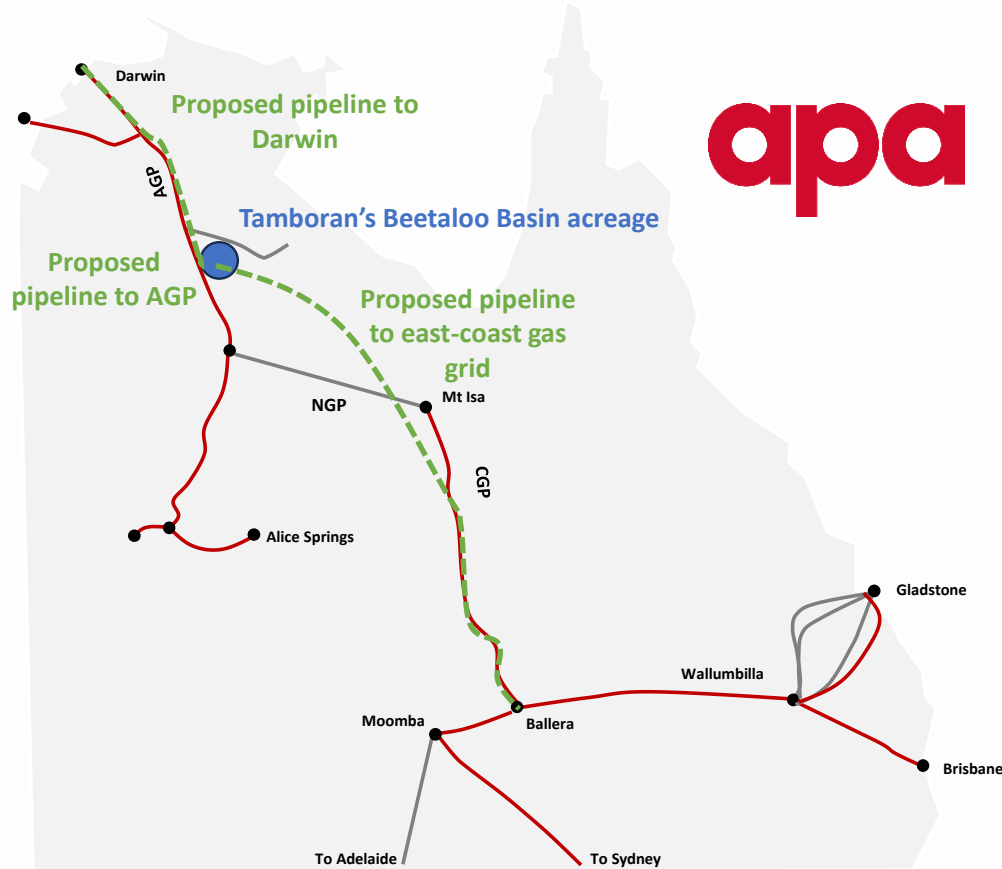 Darwin
Proposed pipeline to
Darwin
apa
AGP
Tamboran's Beetaloo Basin acreage
Proposed
pipeline to AGP
Proposed pipeline
to east-coast gas
grid
NGP
Mt Isa
CGP
Alice Springs
Gladstone
Wallumbilla
Moomba
Ballera
Brisbane
To Adelaide
To Sydney